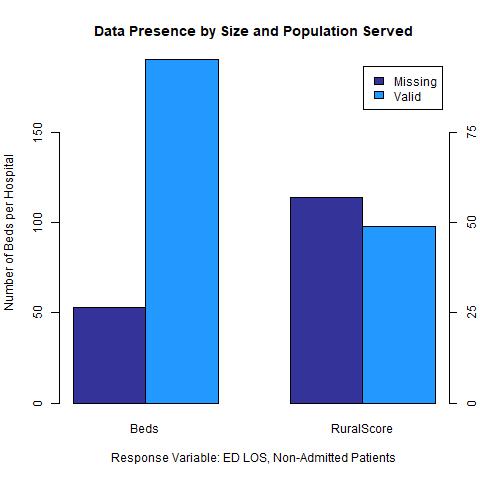 Data Presence by Size and Population Served
Missing
Valid
Number of Beds per Hospital
0
50
100
150
0
25
50
75
Beds
RuralScore
Response Variable: ED LOS, Non-Admitted Patients